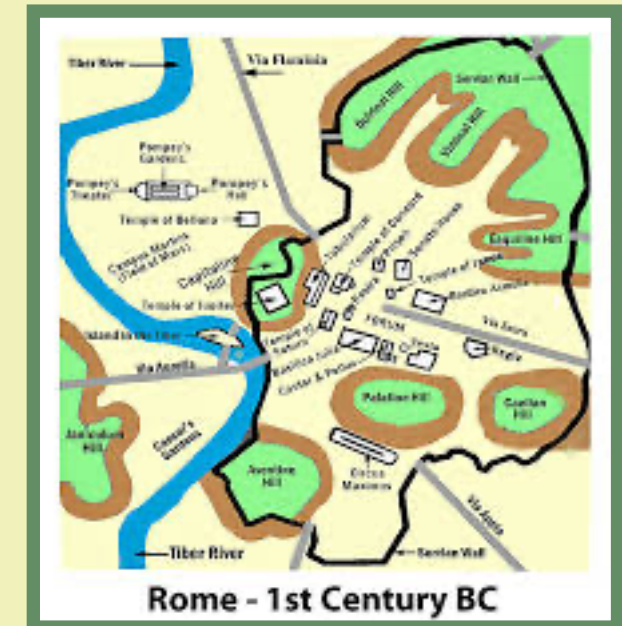 Tiber River
Via Flaminia
Servian Wall
Quirinal Hill
Viminal Hill
Pompey's
Gardens
Pompey's
Theater
Pompey's
Hall
Temple of Bellona
Campus Martius
(Field of Mars)
Capitoline
Hill
Tabularium
Temple of Concord
Senate House
Esquiline Hill
Temple of Janus
Basilica Aemilia
Temple of Jupiter
Rostra
FORUM
Via Sacra
Island in the Tiber
Temple of
Saturn
Basilica Julia
Castor & Pollux
Vesta
Regia
Via Aurelia
Janiculum
Hill
Caesar's
Gardens
Palatine Hill
Caelian
Hill
Aventine
Hill
Circus
Maximus
Via Appia
Tiber River
Servian Wall
Rome - 1st Century BC